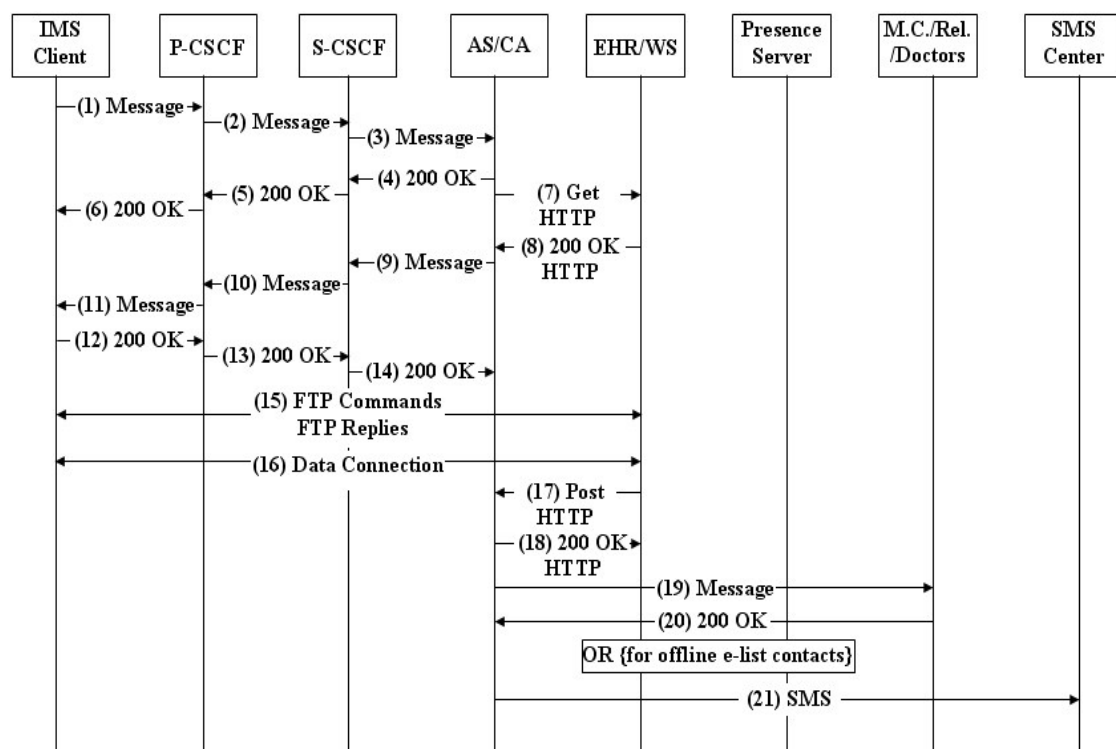 IMS
Client
P-CSCF
S-CSCF
AS/CA
EHR/WS
Presence
Server
M.C./Rel.
/Doctors
SMS
Center
(1) Message
(2) Message
(3) Message
(4) 200 OK
(5) 200 OK
(6) 200 OK
(7) Get
HTTP
(8) 200 OK
HTTP
(9) Message
(10) Message
(11) Message
(12) 200 OK
(13) 200 OK
(14) 200 OK
(15) FTP Commands
FTP Replies
(16) Data Connection
(17) Post
HTTP
(18) 200 OK
HTTP
(19) Message
(20) 200 OK
OR {for offline e-list contacts}
(21) SMS